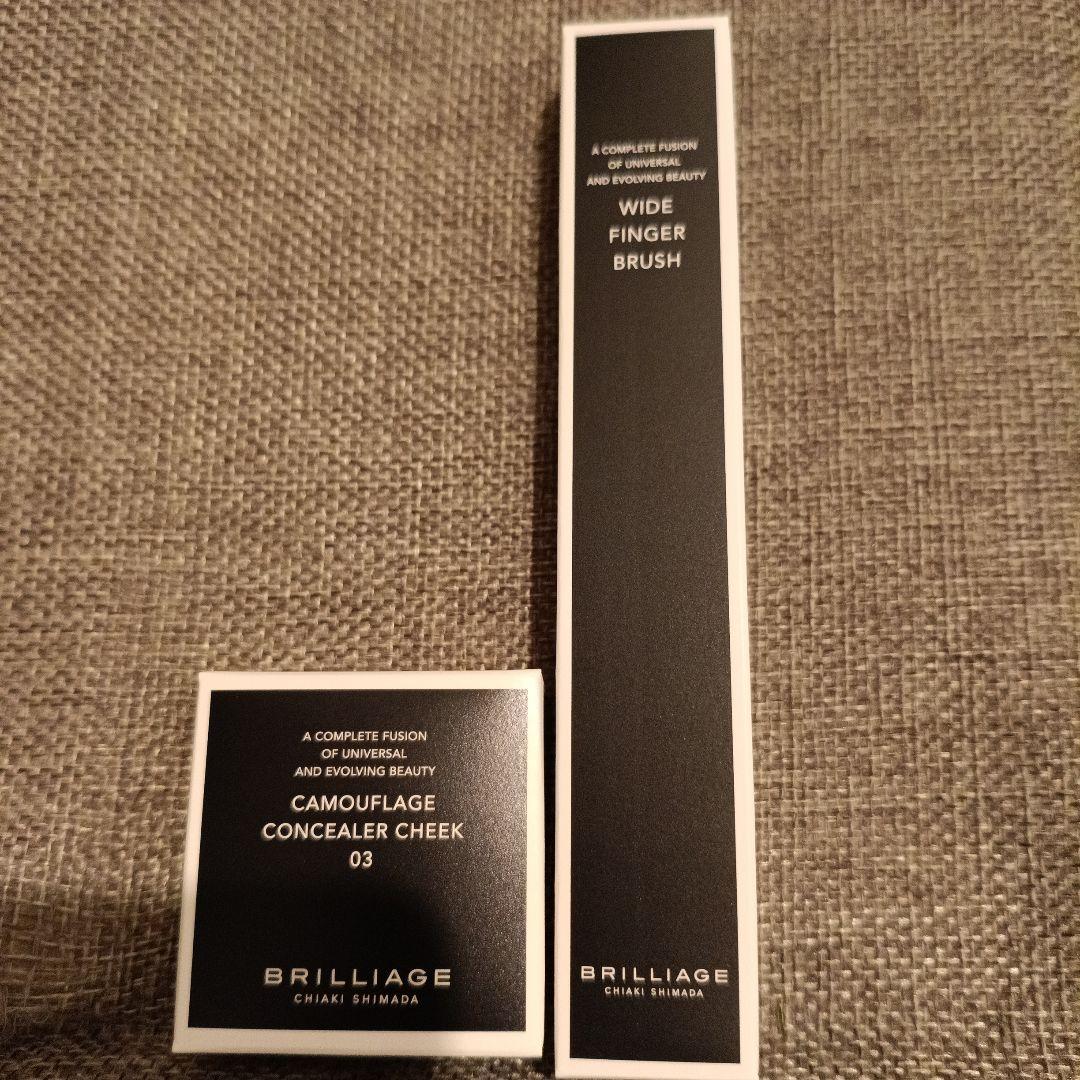 A COMPLETE FUSION
OF UNIVERSAL
AND EVOLVING BEAUTY
WIDE
FINGER
BRUSH
BRILLIAGE
CHIAKI SHIMADA
A COMPLETE FUSION
OF UNIVERSAL
AND EVOLVING BEAUTY
CAMOUFLAGE
CONCEALER CHEEK
03
BRILLIAGE
CHIAKI SHIMADA